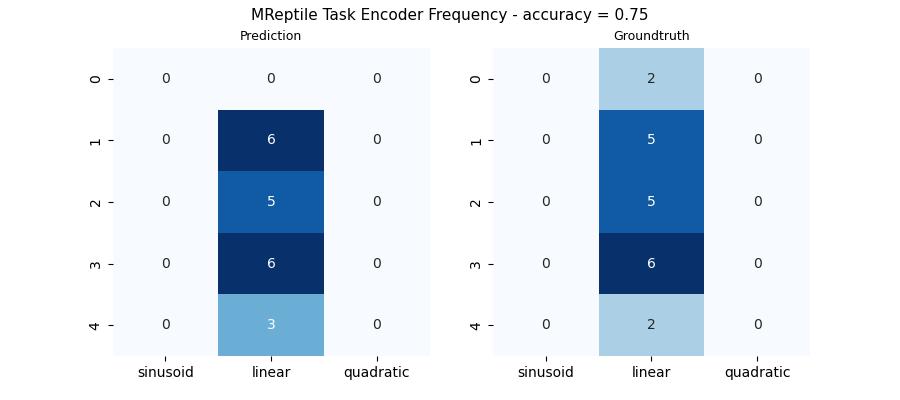 MReptile Task Encoder Frequency - accuracy = 0.75
Prediction
0 0 0 0
1 0 6 0
2 0 5 0
3 0 6 0
4 0 3 0
sinusoid linear quadratic
Groundtruth
0 0 2 0
1 0 5 0
2 0 5 0
3 0 6 0
4 0 2 0
sinusoid linear quadratic